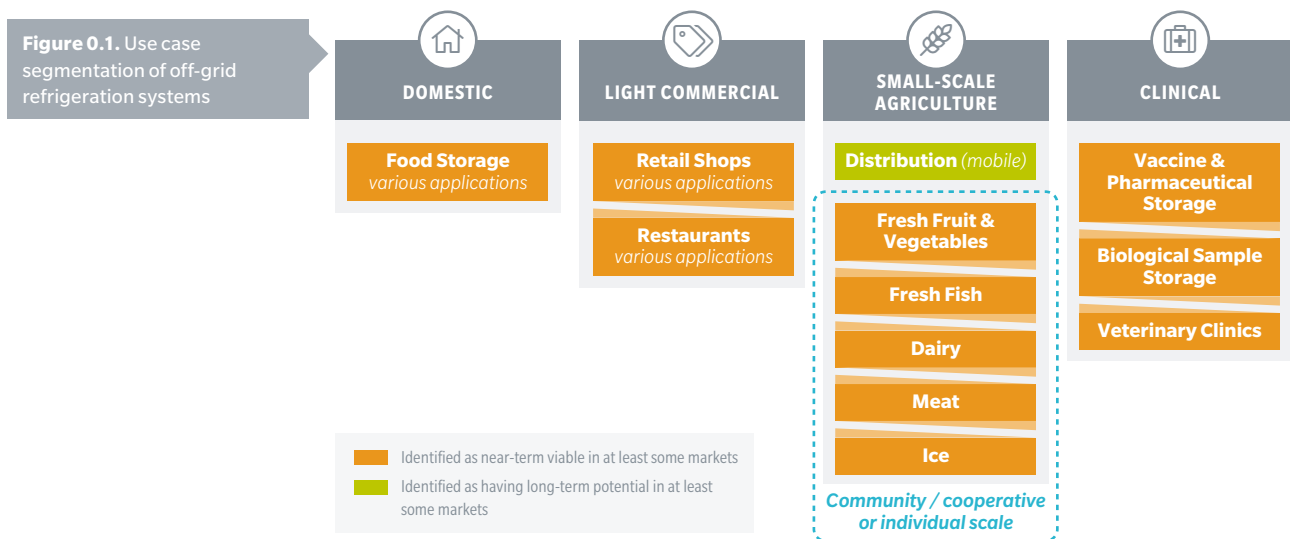 Figure 0.1. Use case
segmentation of off-grid
refrigeration systems
DOMESTIC
Food Storage
various applications
LIGHT COMMERCIAL
Retail Shops
various applications
Restaurants
various applications
SMALL-SCALE
AGRICULTURE
Distribution (mobile)
Fresh Fruit &
Vegetables
Fresh Fish
Dairy
Meat
Ice
Community / cooperative
or individual scale
CLINICAL
Vaccine &
Pharmaceutical
Storage
Biological Sample
Storage
Veterinary Clinics
Identified as near-term viable in at least some markets
Identified as having long-term potential in at least
some markets